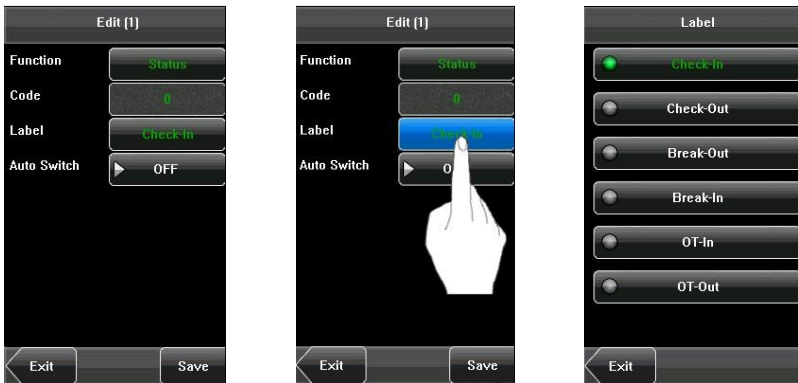 Edit (1)
Function Status
Code 0
Label Check-In
Auto Switch OFF
Exit Save
Edit (1)
Function Status
Code 0
Label Check-In
Auto Switch
Exit Save
Label
Check-In
Check-Out
Break-Out
Break-In
OT-In
OT-Out
Exit